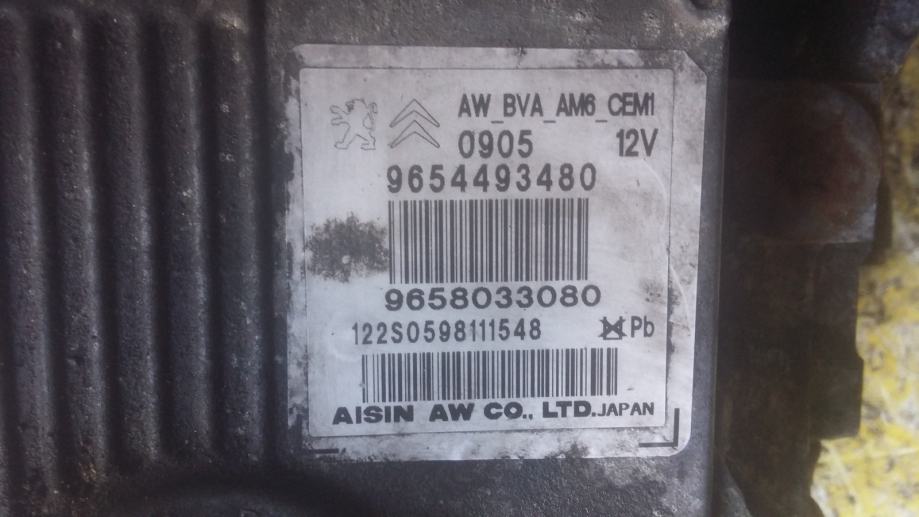 AW_BVA_AM6_CEM1
0905 12V
9654493480
9658033080
122S0598111548 Pb
AISIN AW CO., LTD. JAPAN